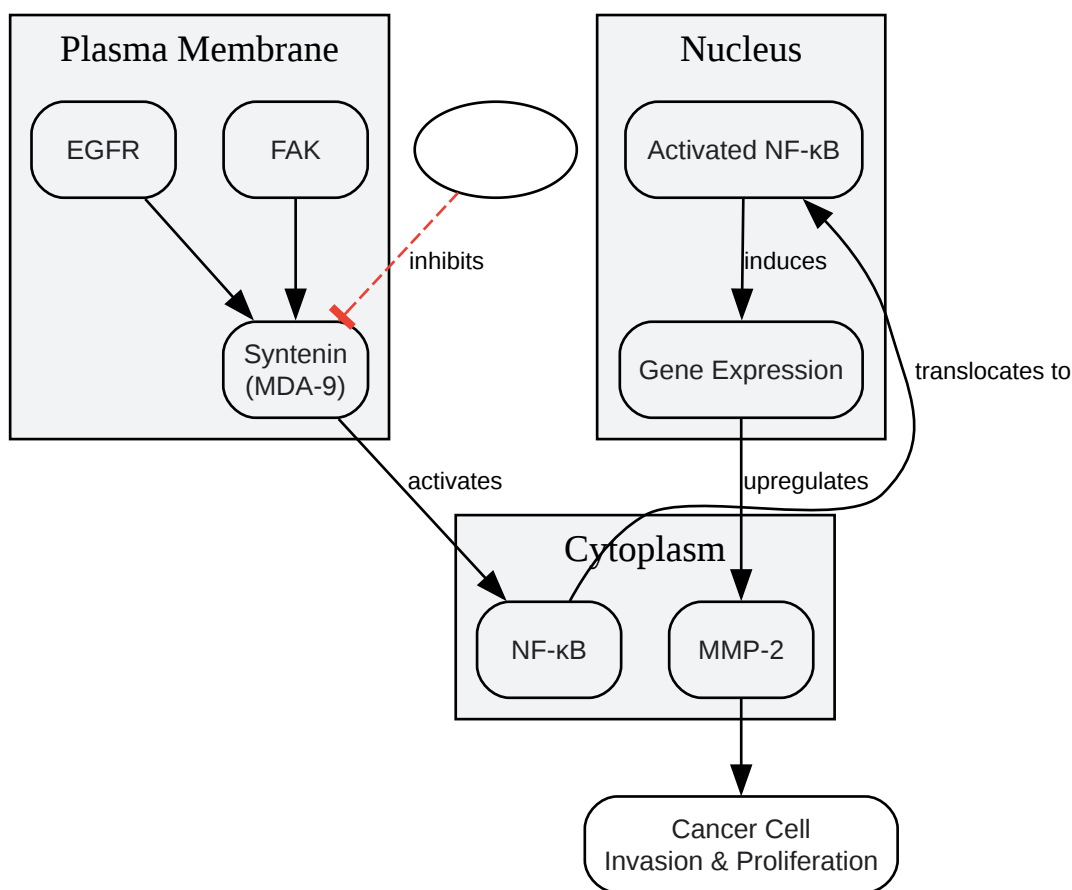 Plasma Membrane
Nucleus
EGFR
FAK
Activated NF-κB
inhibits
induces
Syntenin
(MDA-9)
Gene Expression
translocates to
activates
upregulates
Cytoplasm
NF-κB
MMP-2
Cancer Cell
Invasion & Proliferation